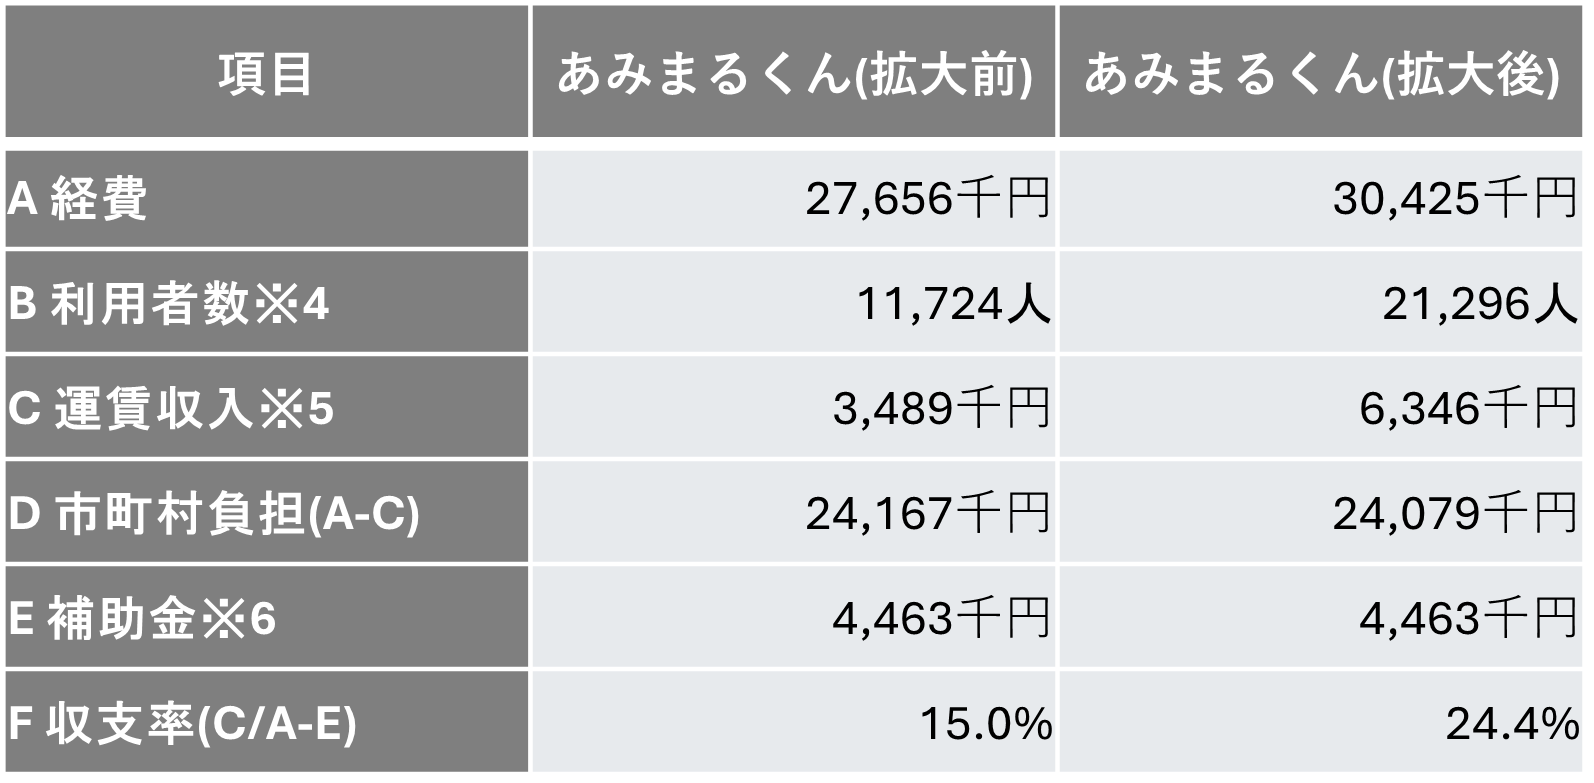 項目 あみまるくん(拡大前) あみまるくん(拡大後)
A 経費 27,656千円 30,425千円
B 利用者数※4 11,724人 21,296人
C 運賃収入※5 3,489千円 6,346千円
D 市町村負担(A-C) 24,167千円 24,079千円
E 補助金※6 4,463千円 4,463千円
F 収支率(C/A-E) 15.0% 24.4%